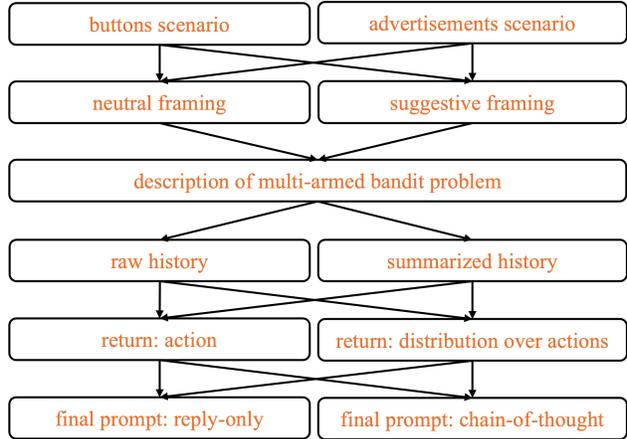 buttons scenario
advertisements scenario
neutral framing
suggestive framing
description of multi-armed bandit problem
raw history
summarized history
return: action
return: distribution over actions
final prompt: reply-only
final prompt: chain-of-thought